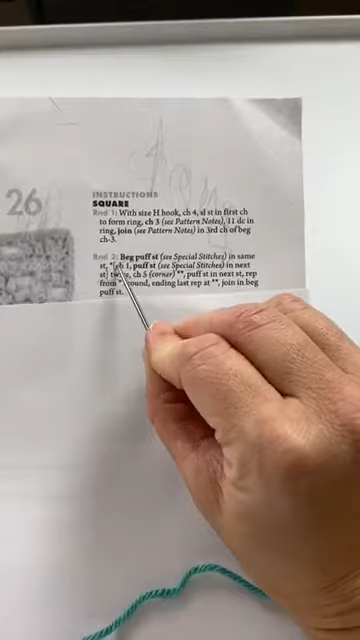 26
INSTRUCTIONS
SQUARE
Rnd 1: With size H hook, ch 4, sl st in first ch
to form ring, ch 3 (see Pattern Notes), 11 dc in
ring, join (see Pattern Notes) in 3rd ch of beg
ch-3.
Rnd 2: Beg puff st (see Special Stitches) in same
st, *[ch 1, puff st (see Special Stitches) in next
st] twice, ch 5 (corner) **, puff st in next st, rep
from * round, ending last rep at **, join in beg
puff st.